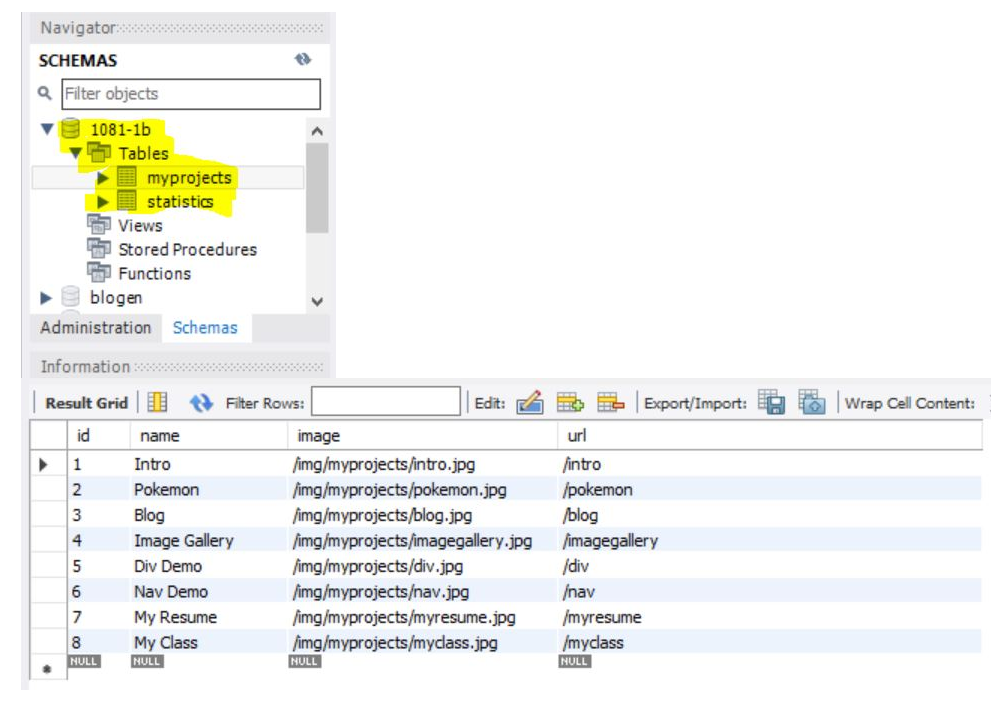 Navigator
SCHEMAS
Filter objects
1081-1b
Tables
myprojects
statistics
Views
Stored Procedures
Functions
blogen
Administration Schemas
Information
Result Grid Filter Rows: Edit: Export/Import: Wrap Cell Content:
id name image url
1 Intro /img/myprojects/intro.jpg /intro
2 Pokemon /img/myprojects/pokemon.jpg /pokemon
3 Blog /img/myprojects/blog.jpg /blog
4 Image Gallery /img/myprojects/imagegallery.jpg /imagegallery
5 Div Demo /img/myprojects/div.jpg /div
6 Nav Demo /img/myprojects/nav.jpg /nav
7 My Resume /img/myprojects/myresume.jpg /myresume
8 My Class /img/myprojects/myclass.jpg /myclass
NULL NULL NULL NULL